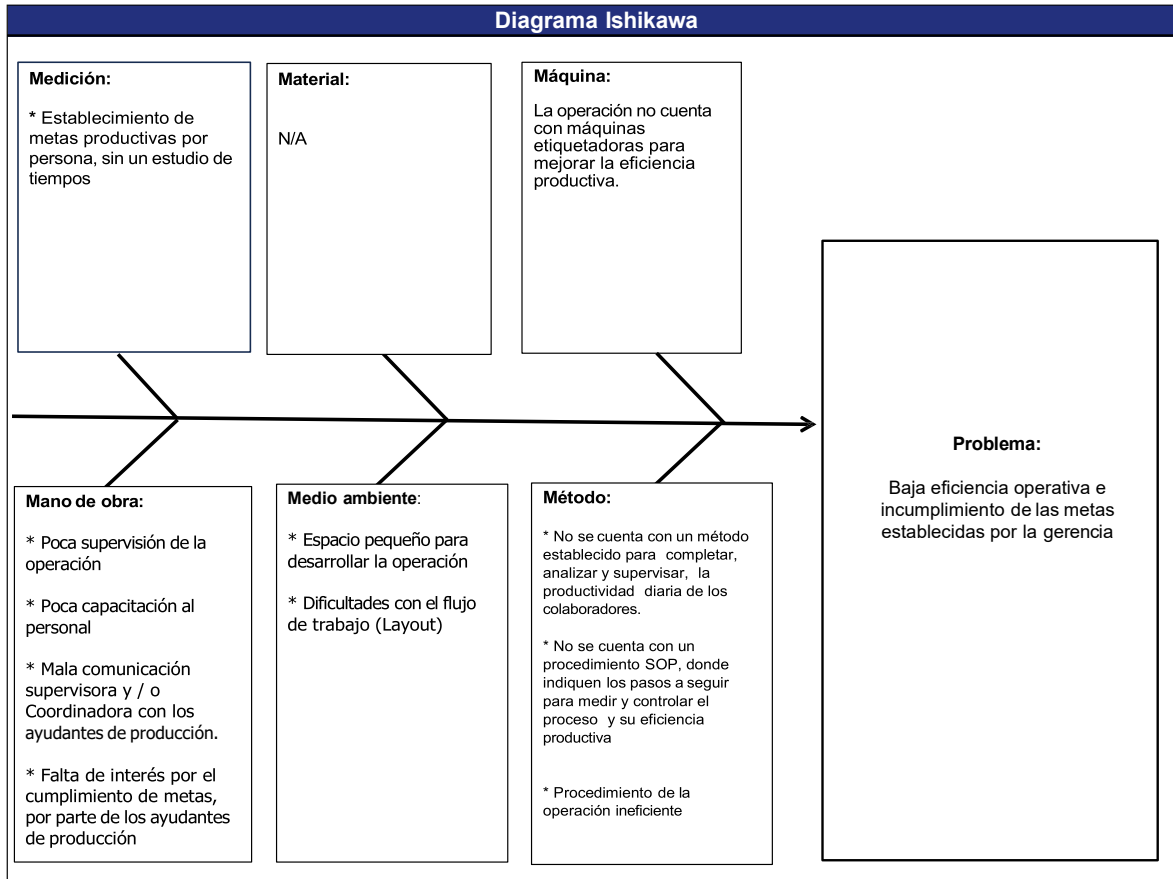 Diagrama Ishikawa
Medición:
* Establecimiento de
metas productivas por
persona, sin un estudio de
tiempos
Material:
N/A
Máquina:
La operación no cuenta
con máquinas
etiquetadoras para
mejorar la eficiencia
productiva.
Problema:
Baja eficiencia operativa e
incumplimiento de las metas
establecidas por la gerencia
Mano de obra:
* Poca supervisión de la
operación
* Poca capacitación al
personal
* Mala comunicación
supervisora y / o
Coordinadora con los
ayudantes de producción.
* Falta de interés por el
cumplimiento de metas,
por parte de los ayudantes
de producción
Medio ambiente:
* Espacio pequeño para
desarrollar la operación
* Dificultades con el flujo
de trabajo (Layout)
Método:
* No se cuenta con un método
establecido para completar,
analizar y supervisar, la
productividad diaria de los
colaboradores.
* No se cuenta con un
procedimiento SOP, donde
indiquen los pasos a seguir
para medir y controlar el
proceso y su eficiencia
productiva
* Procedimiento de la
operación ineficiente